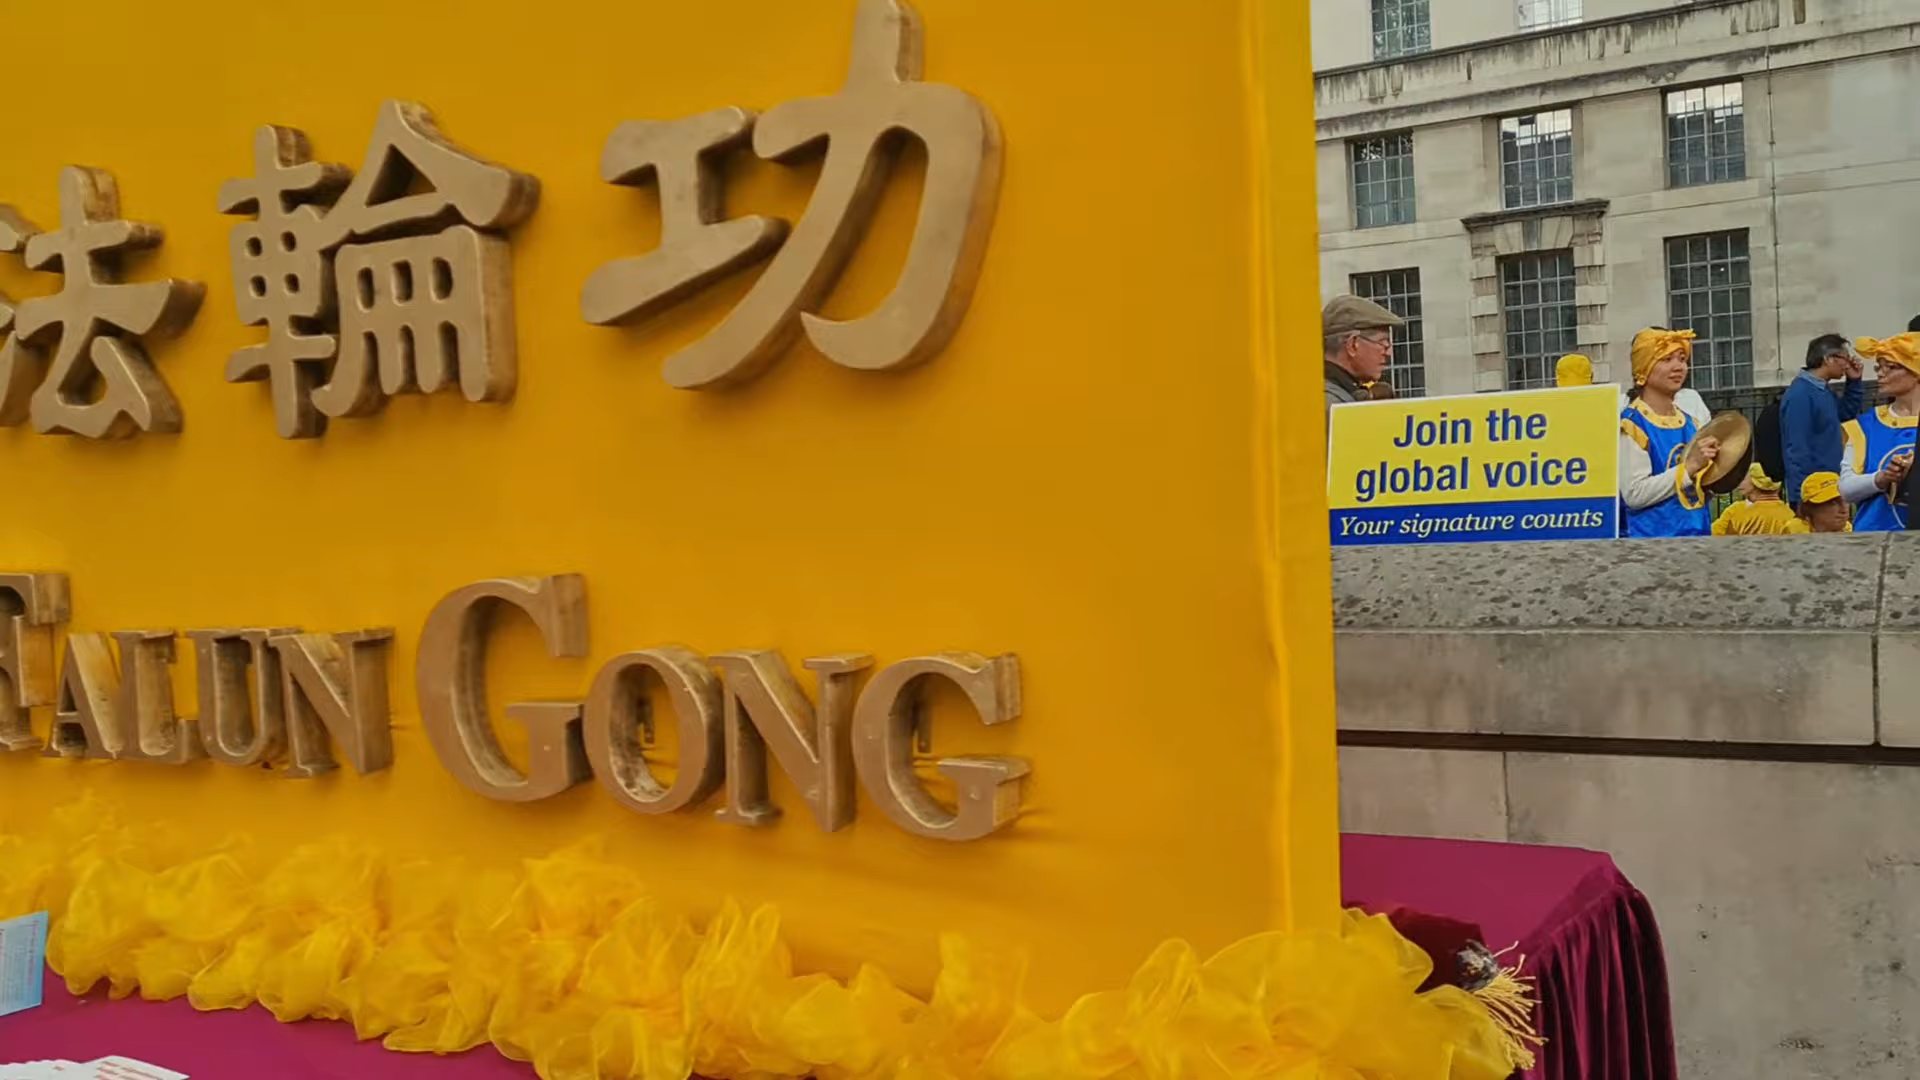 法輪功
FALUN GONG
Join the
global voice
Your signature counts